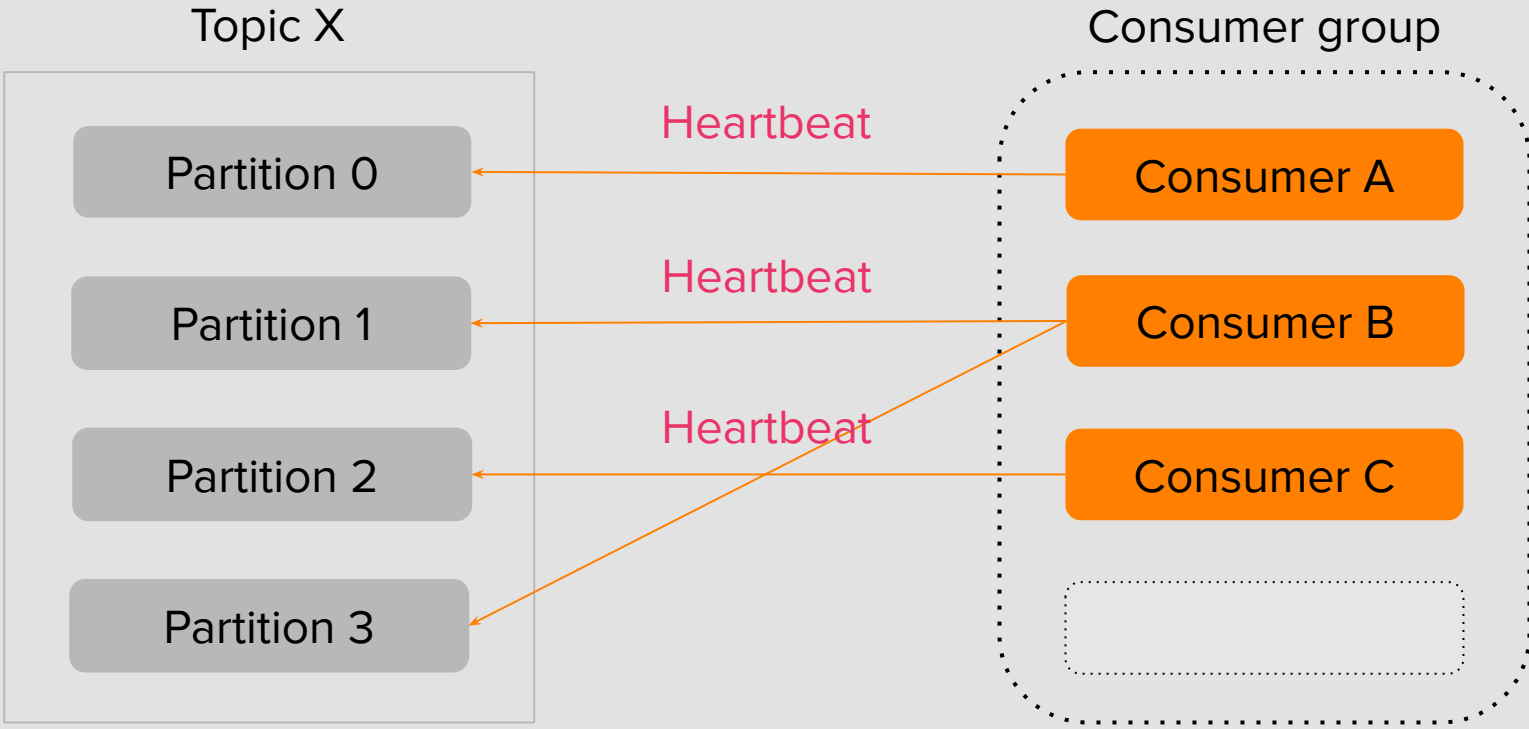 Topic X
Consumer group
Heartbeat
Partition 0
Consumer A
Heartbeat
Partition 1
Consumer B
Heartbeat
Partition 2
Consumer C
Partition 3